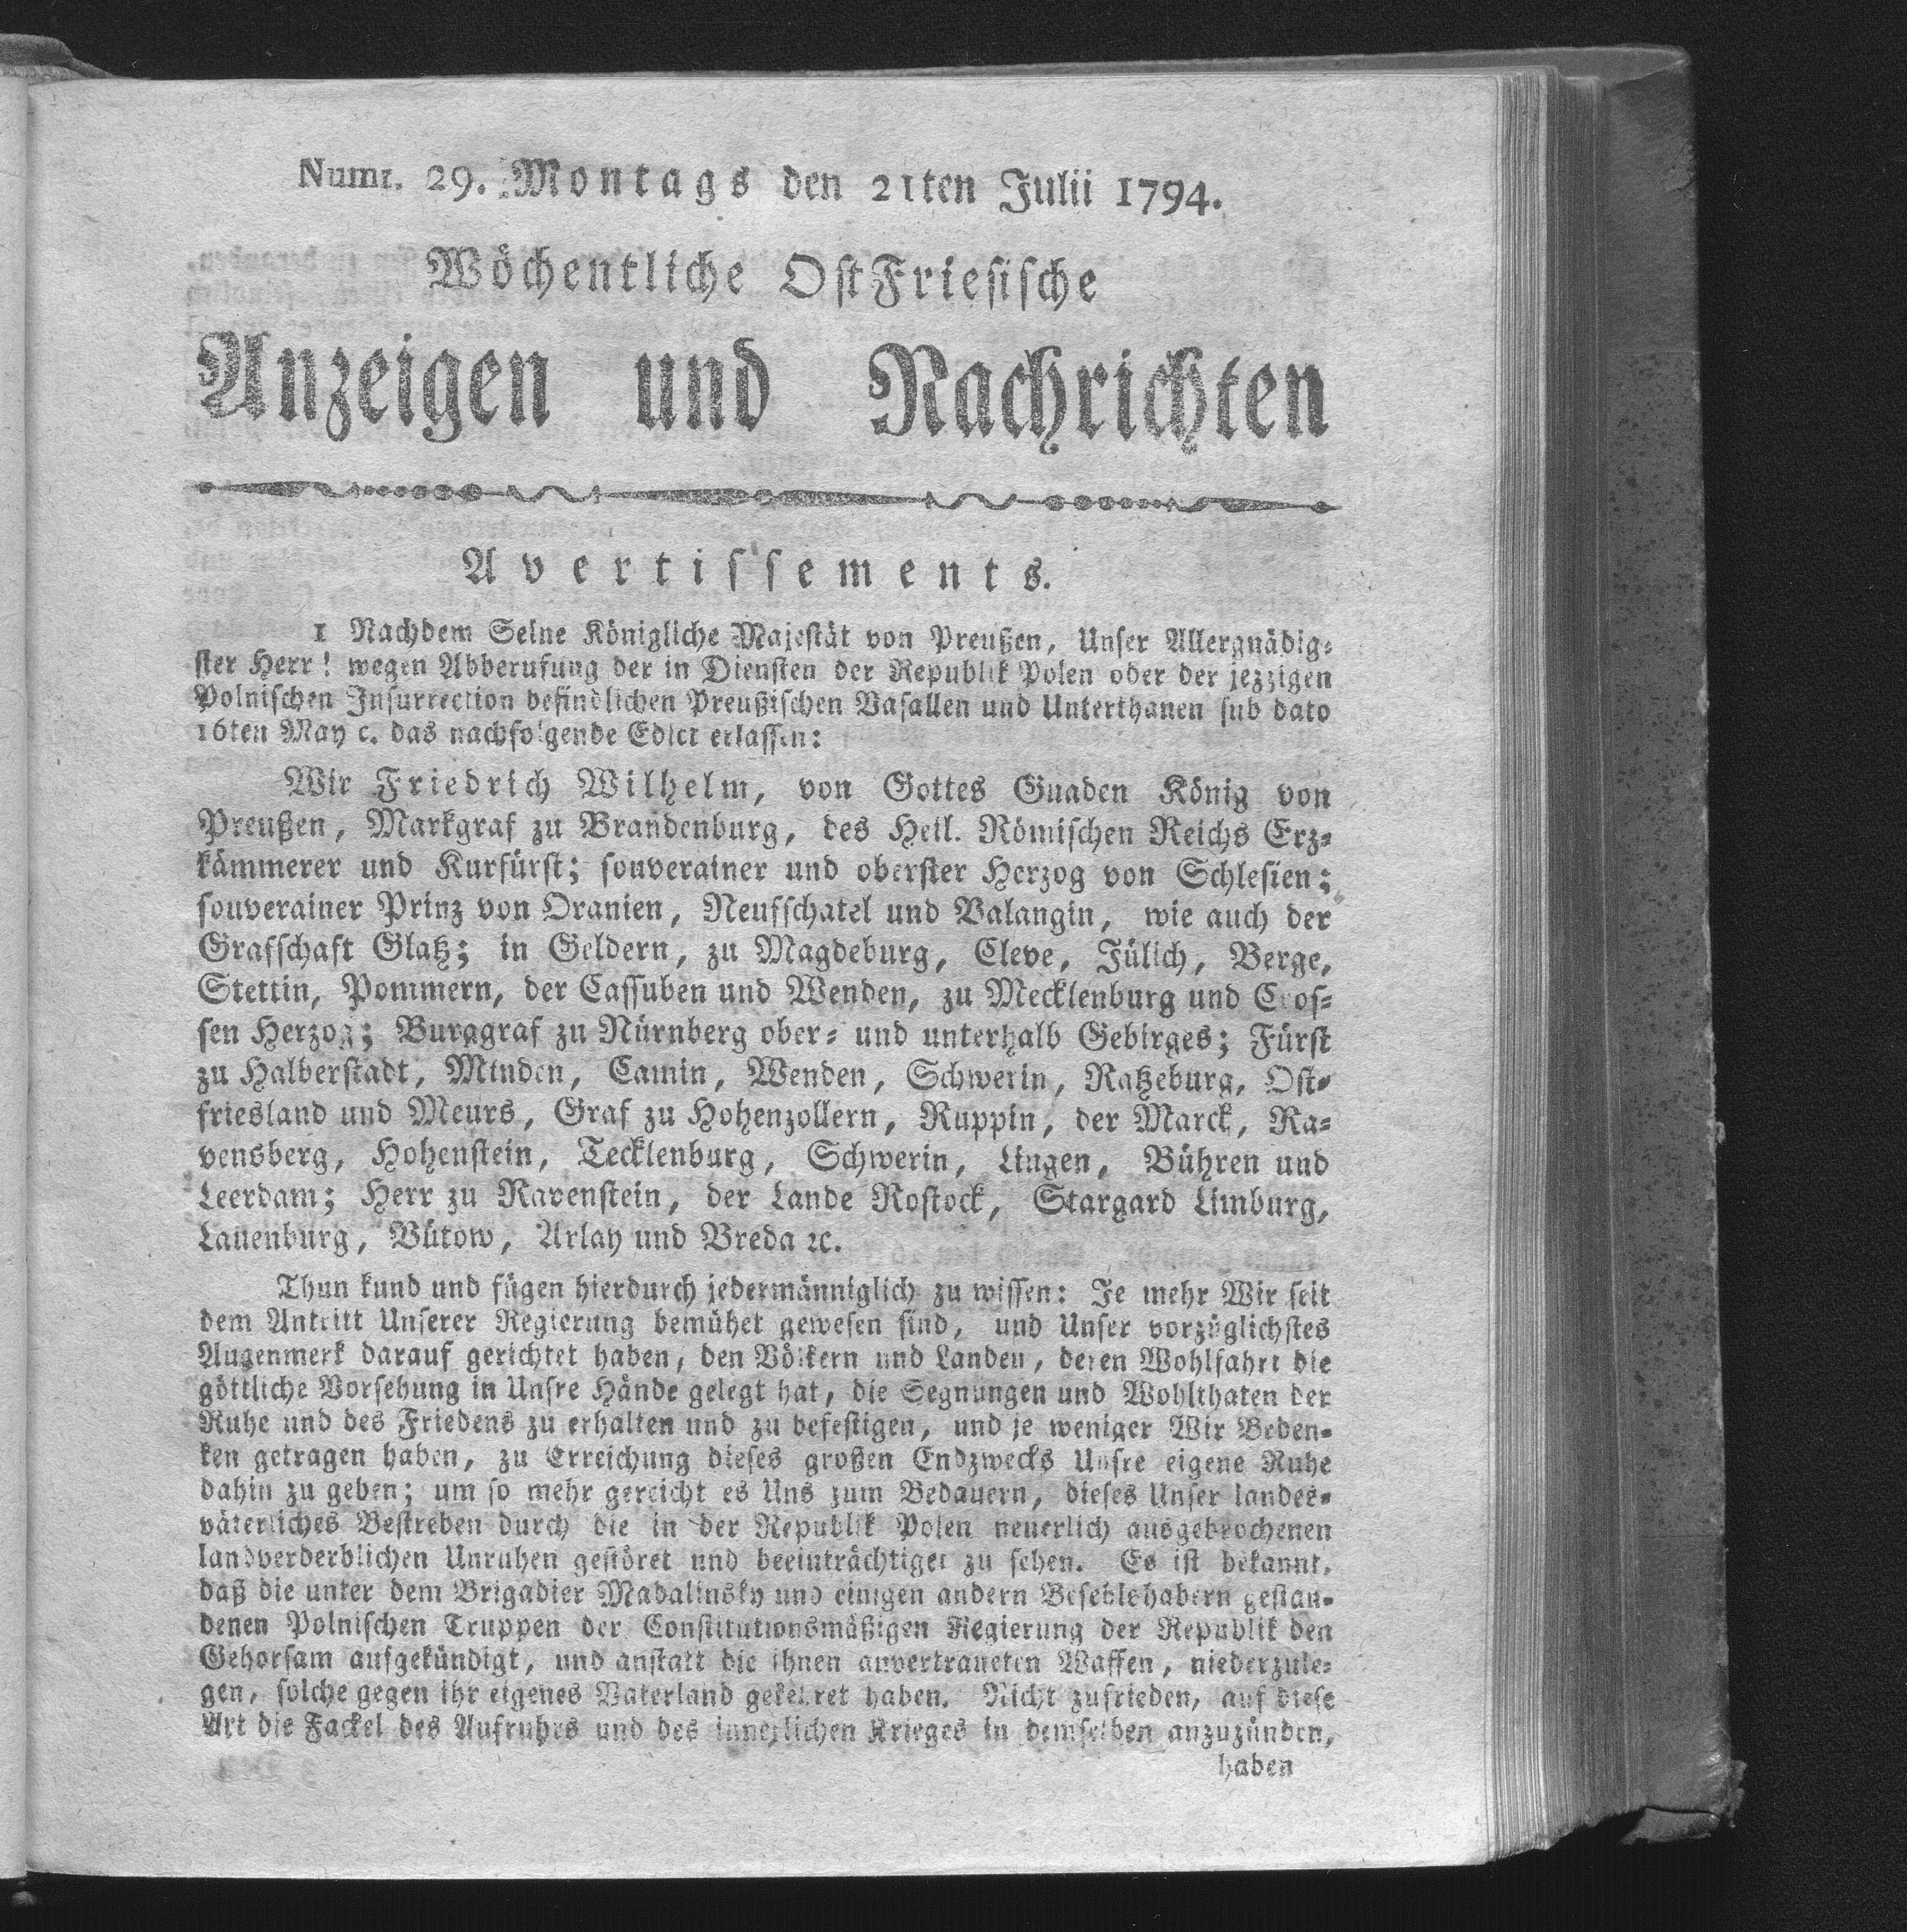 Numr. 29. Montags den 21ten Julii 1794.
Wöchentliche OstFriesische
Anzeigen und Nachrichten
Avertissements.
1 Nachdem Seine Königliche Majestät von Preußen, Unser Allergnädig-
ster Herr! wegen Abberufung der in Diensten der Republik Polen oder der jezzigen
Polnischen Insurrection befindlichen Preußischen Vasallen und Unterthanen sub dato
16ten May c. das nachfolgende Edict erlassen:
Wir Friedrich Wilhelm, von Gottes Gnaden König von
Preußen, Markgraf zu Brandenburg, des Heil. Römischen Reichs Erz-
kämmerer und Kurfürst; souverainer und oberster Herzog von Schlesien;
souverainer Prinz von Oranien, Neufschatel und Valangin, wie auch der
Grafschaft Glatz; in Geldern, zu Magdeburg, Cleve, Jülich, Berge,
Stettin, Pommern, der Cassuben und Wenden, zu Mecklenburg und Cros-
sen Herzog; Burggraf zu Nürnberg ober- und unterhalb Gebirges; Fürst
zu Halberstadt, Minden, Camin, Wenden, Schwerin, Ratzeburg, Ost-
friesland und Meurs, Graf zu Hohenzollern, Ruppin, der Marck, Ra-
vensberg, Hohenstein, Tecklenburg, Schwerin, Lingen, Bühren und
Leerdam; Herr zu Ravenstein, der Lande Rostock, Stargard Limburg,
Lauenburg, Bütow, Arlay und Breda ꝛc.
Thun kund und fügen hierdurch jedermänniglich zu wissen: Je mehr Wir seit
dem Antritt Unserer Regierung bemühet gewesen sind, und Unser vorzüglichstes
Augenmerk darauf gerichtet haben, den Völkern und Landen, deren Wohlfahrt die
göttliche Vorsehung in Unsre Hände gelegt hat, die Segnungen und Wohlthaten der
Ruhe und des Friedens zu erhalten und zu befestigen, und je weniger Wir Beden-
ken getragen haben, zu Erreichung dieses großen Endzwecks Unsre eigene Ruhe
dahin zu geben; um so mehr gereicht es Uns zum Bedauern, dieses Unser landes-
väterliches Bestreben durch die in der Republik Polen neuerlich ausgebrochenen
landverderblichen Unruhen gestöret und beeinträchtiget zu sehen. Es ist bekannt,
daß die unter dem Brigadier Madalinsky und einigen andern Befehlshabern gestan-
denen Polnischen Truppen der Constitutionsmäßigen Regierung der Republik den
Gehorsam aufgekündigt, und anstatt die ihnen anvertraueten Waffen, niederzule-
gen, solche gegen ihr eigenes Vaterland gekehret haben. Nicht zufrieden, auf diese
Art die Fackel des Aufruhrs und des innerlichen Krieges in demselben anzuzünden,
haben